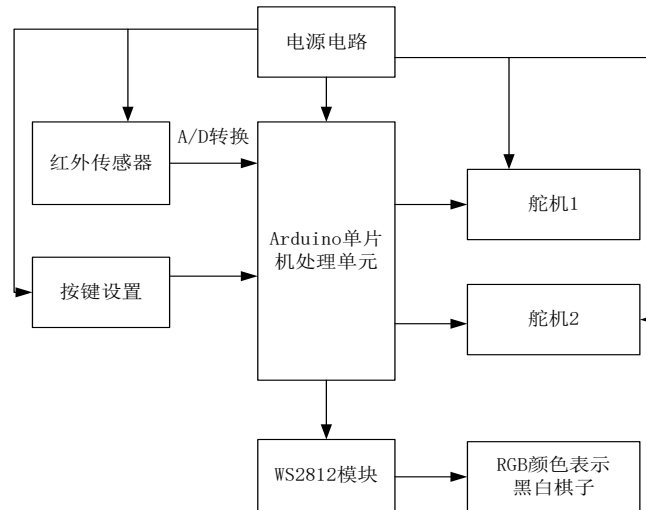 电源电路
红外传感器
A/D转换
Arduino单片
机处理单元
舵机1
按键设置
舵机2
WS2812模块
RGB颜色表示
黑白棋子